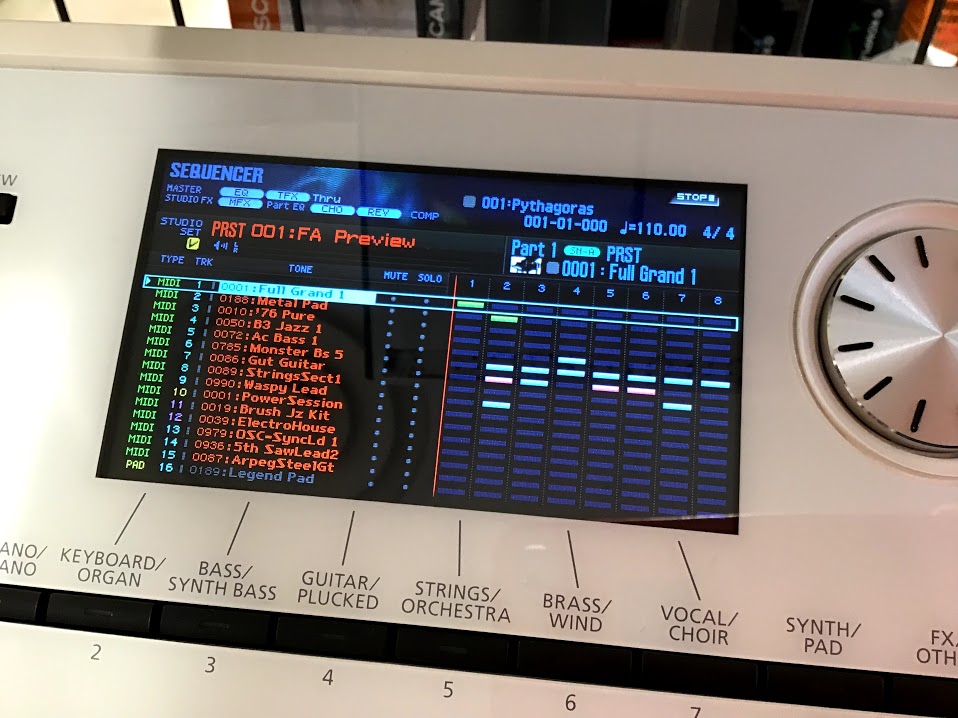 SEQUENCER
MASTER EQ TFX Thru
STUDIO FX MFX Part EQ CHO REV COMP
001:Pythagoras
STOP
001-01-000 ♩=110.00 4/4
STUDIO SET PRST 001:FA Preview
Part 1 SN-A PRST
0001:Full Grand 1
TYPE TRK TONE MUTE SOLO 1 2 3 4 5 6 7 8
MIDI 1 0001:Full Grand 1
MIDI 2 0188:Metal Pad
MIDI 3 0010:'76 Pure
MIDI 4 0050:B3 Jazz 1
MIDI 5 0072:Ac Bass 1
MIDI 6 0785:Monster Bs 5
MIDI 7 0086:Gut Guitar
MIDI 8 0089:StringsSect1
MIDI 9 0990:Waspy Lead
MIDI 10 0001:PowerSession
MIDI 11 0019:Brush Jz Kit
MIDI 12 0039:ElectroHouse
MIDI 13 0979:OSC-SyncLd 1
MIDI 14 0936:5th SawLead2
MIDI 15 0087:ArpegSteelGt
PAD 16 0189:Legend Pad
KEYBOARD/
ORGAN
BASS/
SYNTH BASS
GUITAR/
PLUCKED
STRINGS/
ORCHESTRA
BRASS/
WIND
VOCAL/
CHOIR
SYNTH/
PAD
FX/
OTH
ANO/
ANO
2 3 4 5 6 7